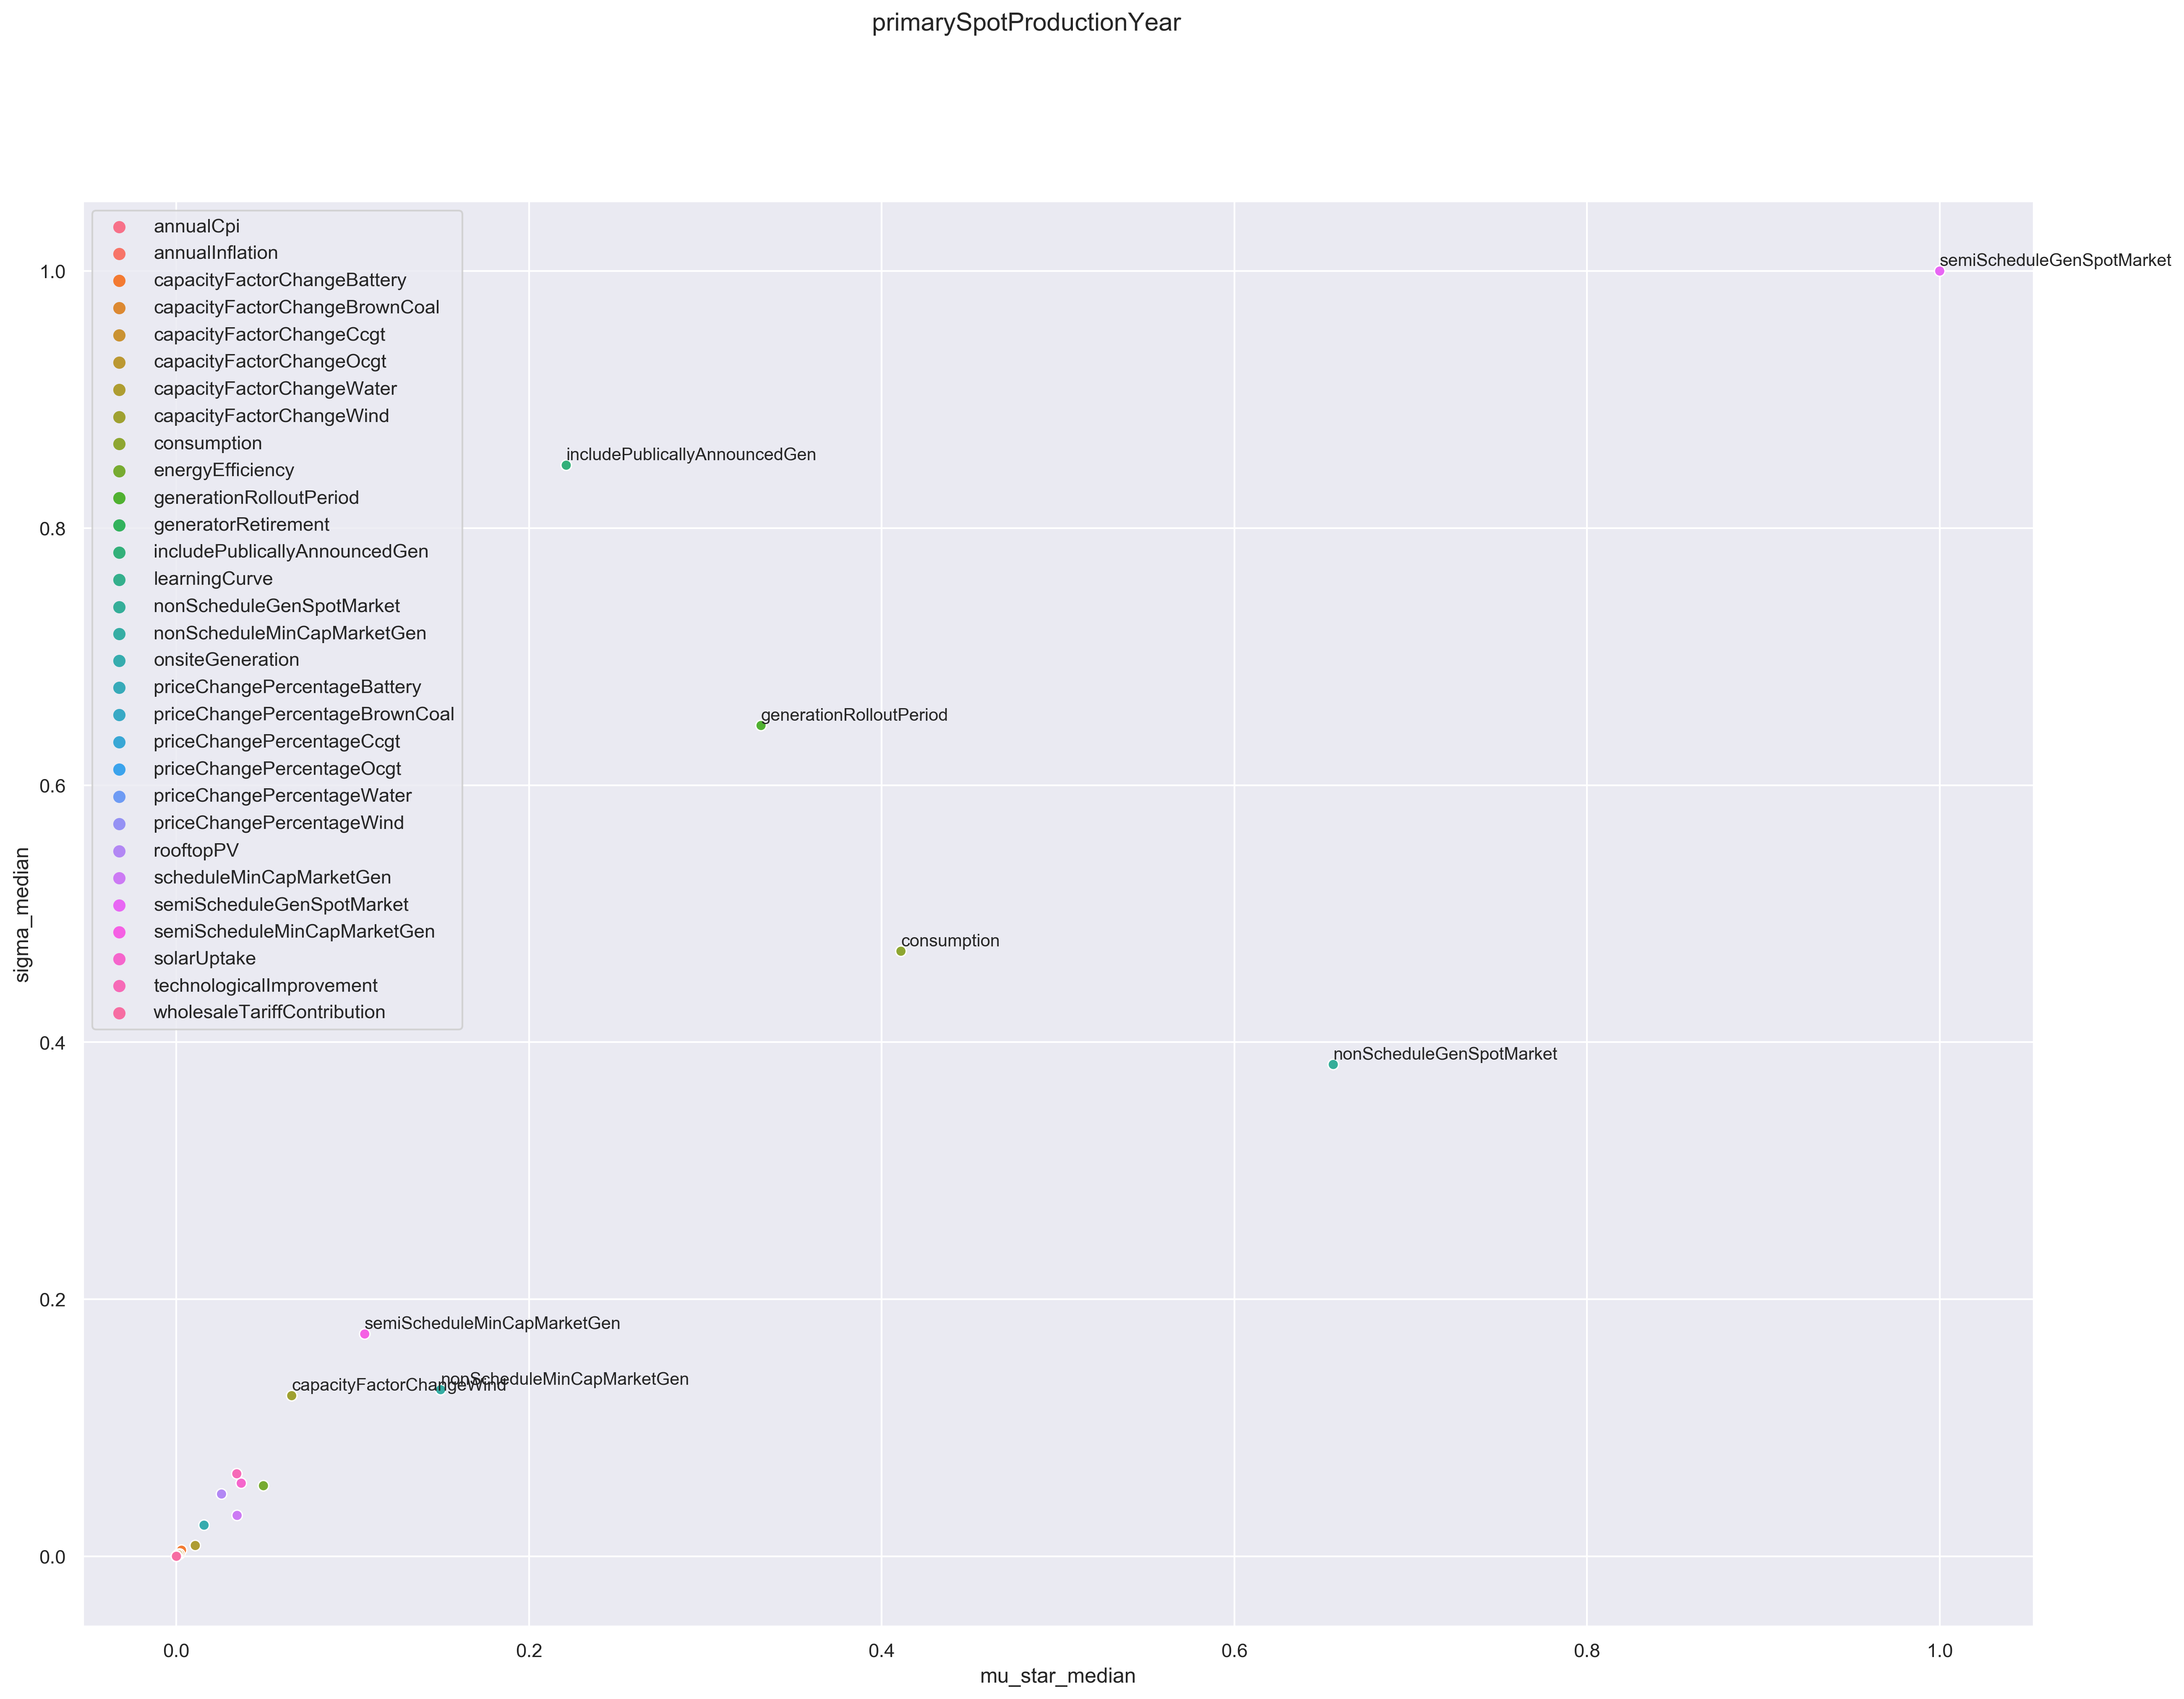 primarySpotProductionYear
annualCpi
annualInflation
capacityFactorChangeBattery
capacityFactorChangeBrownCoal
capacityFactorChangeCcgt
capacityFactorChangeOcgt
capacityFactorChangeWater
capacityFactorChangeWind
consumption
energyEfficiency
generationRolloutPeriod
generatorRetirement
includePublicallyAnnouncedGen
learningCurve
nonScheduleGenSpotMarket
nonScheduleMinCapMarketGen
onsiteGeneration
priceChangePercentageBattery
priceChangePercentageBrownCoal
priceChangePercentageCcgt
priceChangePercentageOcgt
priceChangePercentageWater
priceChangePercentageWind
rooftopPV
scheduleMinCapMarketGen
semiScheduleGenSpotMarket
semiScheduleMinCapMarketGen
solarUptake
technologicalImprovement
wholesaleTariffContribution
semiScheduleGenSpotMarket
includePublicallyAnnouncedGen
generationRolloutPeriod
consumption
nonScheduleGenSpotMarket
semiScheduleMinCapMarketGen
nonScheduleMinCapMarketGen
capacityFactorChangeWind
1.0
0.8
0.6
0.4
0.2
0.0
sigma_median
0.0 0.2 0.4 0.6 0.8 1.0
mu_star_median